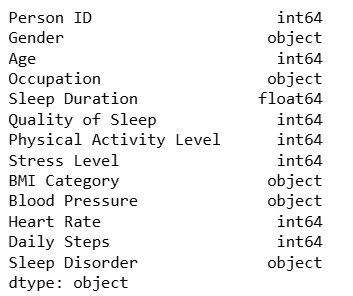 Person ID int64
Gender object
Age int64
Occupation object
Sleep Duration float64
Quality of Sleep int64
Physical Activity Level int64
Stress Level int64
BMI Category object
Blood Pressure object
Heart Rate int64
Daily Steps int64
Sleep Disorder object
dtype: object